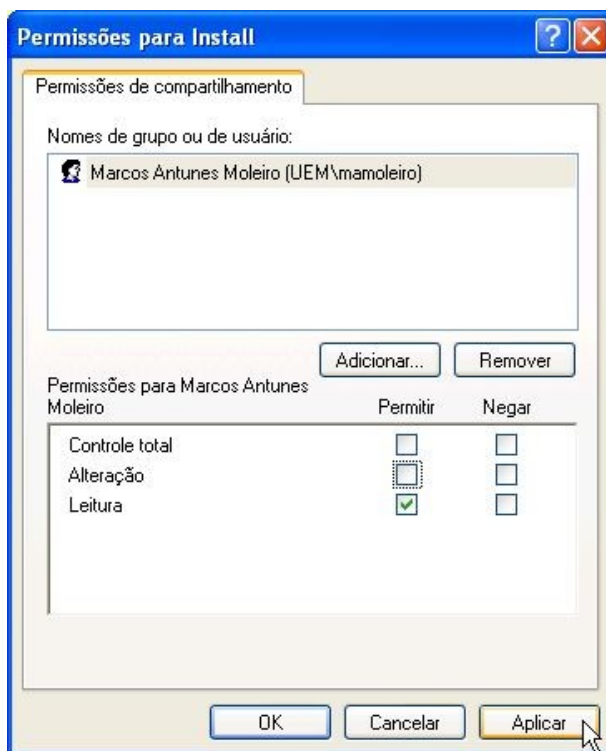 Permissões para Install
Permissões de compartilhamento
Nomes de grupo ou de usuário:
Marcos Antunes Moleiro (UEM\mamoleiro)
Adicionar... Remover
Permissões para Marcos Antunes
Moleiro Permitir Negar
Controle total
Alteração
Leitura
OK Cancelar Aplicar